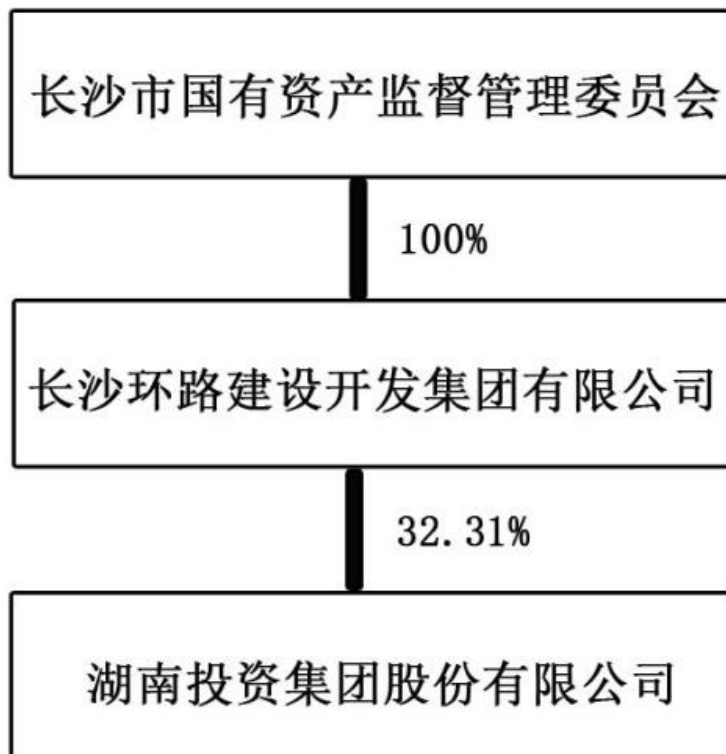 长沙市国有资产监督管理委员会
100%
长沙环路建设开发集团有限公司
32.31%
湖南投资集团股份有限公司